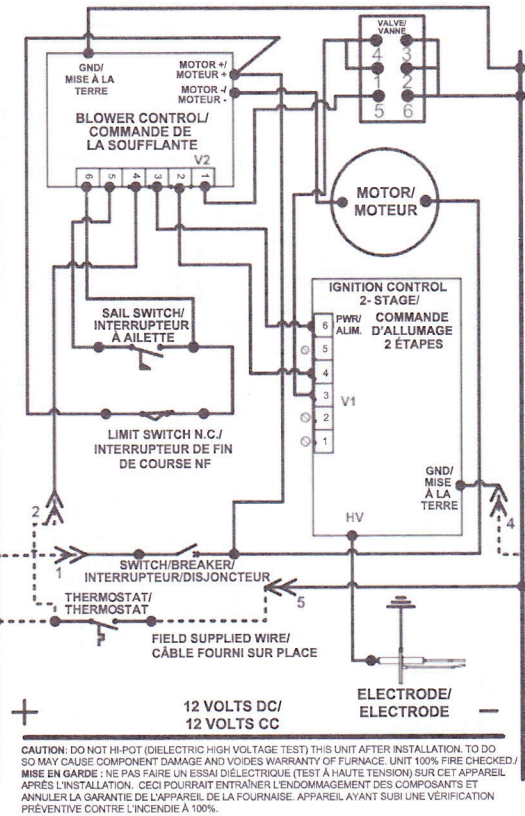 VALVE/
VANNE
4 3
2
5 6
GND/
MISE À LA
TERRE
MOTOR +/
MOTEUR +
MOTOR -/
MOTEUR -
BLOWER CONTROL/
COMMANDE DE
LA SOUFFLANTE
V2
6 5 4 3 2 1
MOTOR/
MOTEUR
IGNITION CONTROL
2- STAGE/
COMMANDE
D'ALLUMAGE
2 ÉTAPES
6 PWR/
ALIM.
5
4
3 V1
2
1
SAIL SWITCH/
INTERRUPTEUR
À AILETTE
LIMIT SWITCH N.C./
INTERRUPTEUR DE FIN
DE COURSE NF
GND/
MISE
À LA
TERRE
HV
2
4
1
SWITCH/BREAKER/
INTERRUPTEUR/DISJONCTEUR
5
THERMOSTAT/
THERMOSTAT
FIELD SUPPLIED WIRE/
CÂBLE FOURNI SUR PLACE
ELECTRODE/
ELECTRODE
+ 12 VOLTS DC/ –
12 VOLTS CC
CAUTION: DO NOT HI-POT (DIELECTRIC HIGH VOLTAGE TEST) THIS UNIT AFTER INSTALLATION. TO DO
SO MAY CAUSE COMPONENT DAMAGE AND VOIDES WARRANTY OF FURNACE. UNIT 100% FIRE CHECKED./
MISE EN GARDE : NE PAS FAIRE UN ESSAI DIÉLECTRIQUE (TEST À HAUTE TENSION) SUR CET APPAREIL
APRÈS L'INSTALLATION. CECI POURRAIT ENTRAÎNER L'ENDOMMAGEMENT DES COMPOSANTS ET
ANNULER LA GARANTIE DE L'APPAREIL DE LA FOURNAISE. APPAREIL AYANT SUBI UNE VÉRIFICATION
PRÉVENTIVE CONTRE L'INCENDIE À 100%.